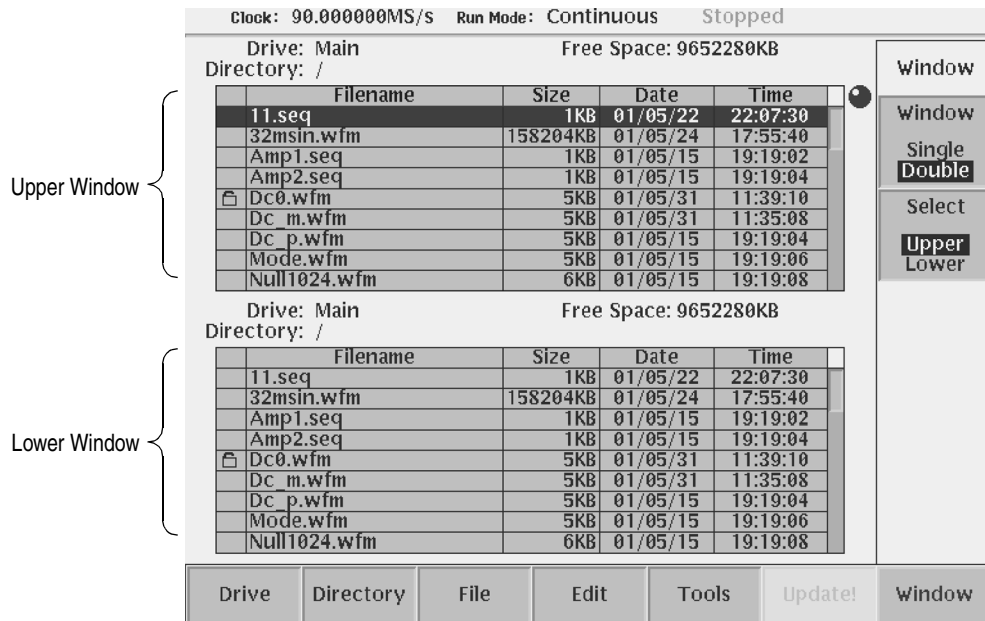 Clock: 90.000000MS/s Run Mode: Continuous Stopped
Drive: Main Free Space: 9652280KB
Directory: /
Filename Size Date Time
11.seq 1KB 01/05/22 22:07:30
32msin.wfm 158204KB 01/05/24 17:55:40
Amp1.seq 1KB 01/05/15 19:19:02
Amp2.seq 1KB 01/05/15 19:19:04
Dc0.wfm 5KB 01/05/31 11:39:10
Dc_m.wfm 5KB 01/05/31 11:35:08
Dc_p.wfm 5KB 01/05/15 19:19:04
Mode.wfm 5KB 01/05/15 19:19:06
Null1024.wfm 6KB 01/05/15 19:19:08
Upper Window
Drive: Main Free Space: 9652280KB
Directory: /
Filename Size Date Time
11.seq 1KB 01/05/22 22:07:30
32msin.wfm 158204KB 01/05/24 17:55:40
Amp1.seq 1KB 01/05/15 19:19:02
Amp2.seq 1KB 01/05/15 19:19:04
Dc0.wfm 5KB 01/05/31 11:39:10
Dc_m.wfm 5KB 01/05/31 11:35:08
Dc_p.wfm 5KB 01/05/15 19:19:04
Mode.wfm 5KB 01/05/15 19:19:06
Null1024.wfm 6KB 01/05/15 19:19:08
Lower Window
Window
Window
Single
Double
Select
Upper
Lower
Drive Directory File Edit Tools Update! Window